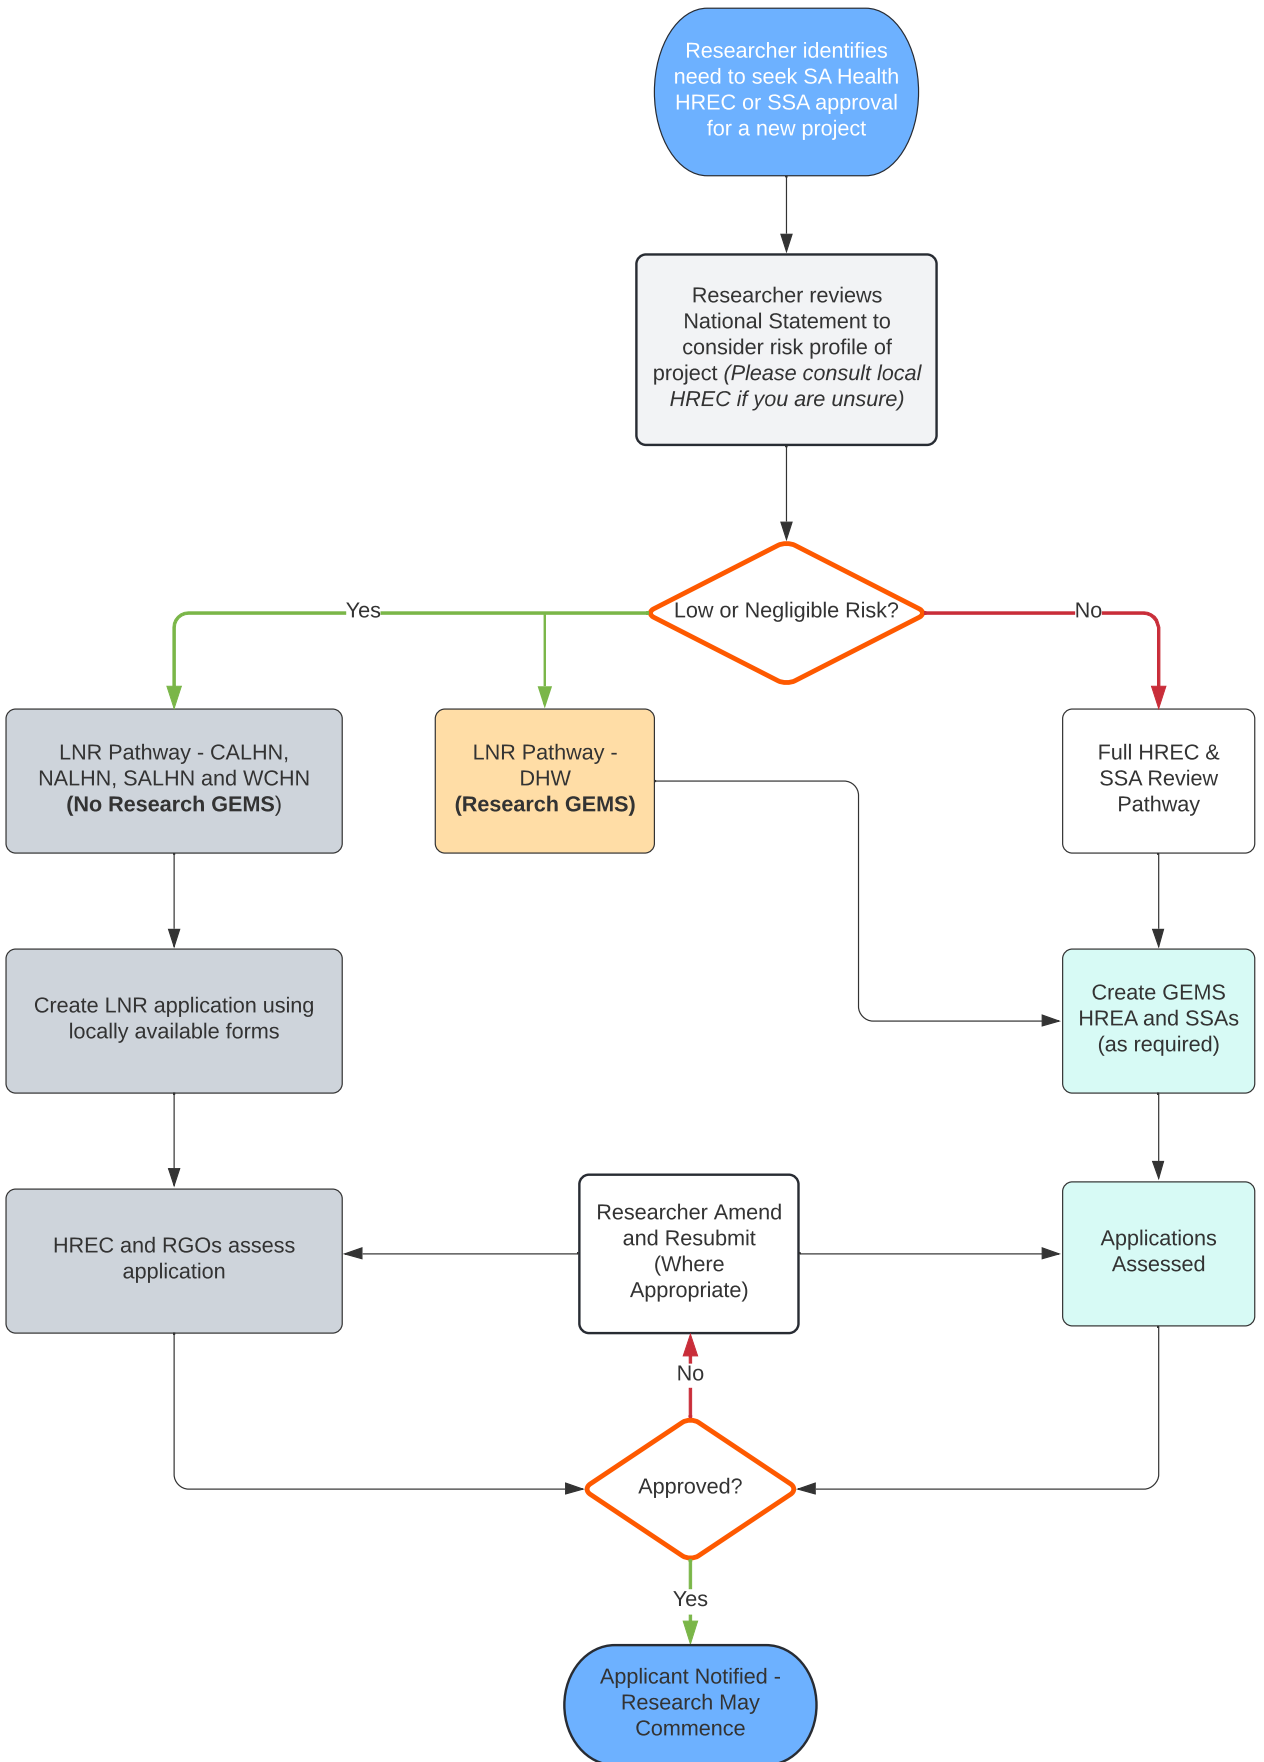 Researcher identifies
need to seek SA Health
HREC or SSA approval
for a new project
Researcher reviews
National Statement to
consider risk profile of
project (Please consult local
HREC if you are unsure)
Low or Negligible Risk?
Yes
No
LNR Pathway - CALHN,
NALHN, SALHN and WCHN
(No Research GEMS)
LNR Pathway -
DHW
(Research GEMS)
Full HREC &
SSA Review
Pathway
Create LNR application using
locally available forms
Create GEMS
HREA and SSAs
(as required)
HREC and RGOs assess
application
Researcher Amend
and Resubmit
(Where
Appropriate)
Applications
Assessed
No
Approved?
Yes
Applicant Notified -
Research May
Commence